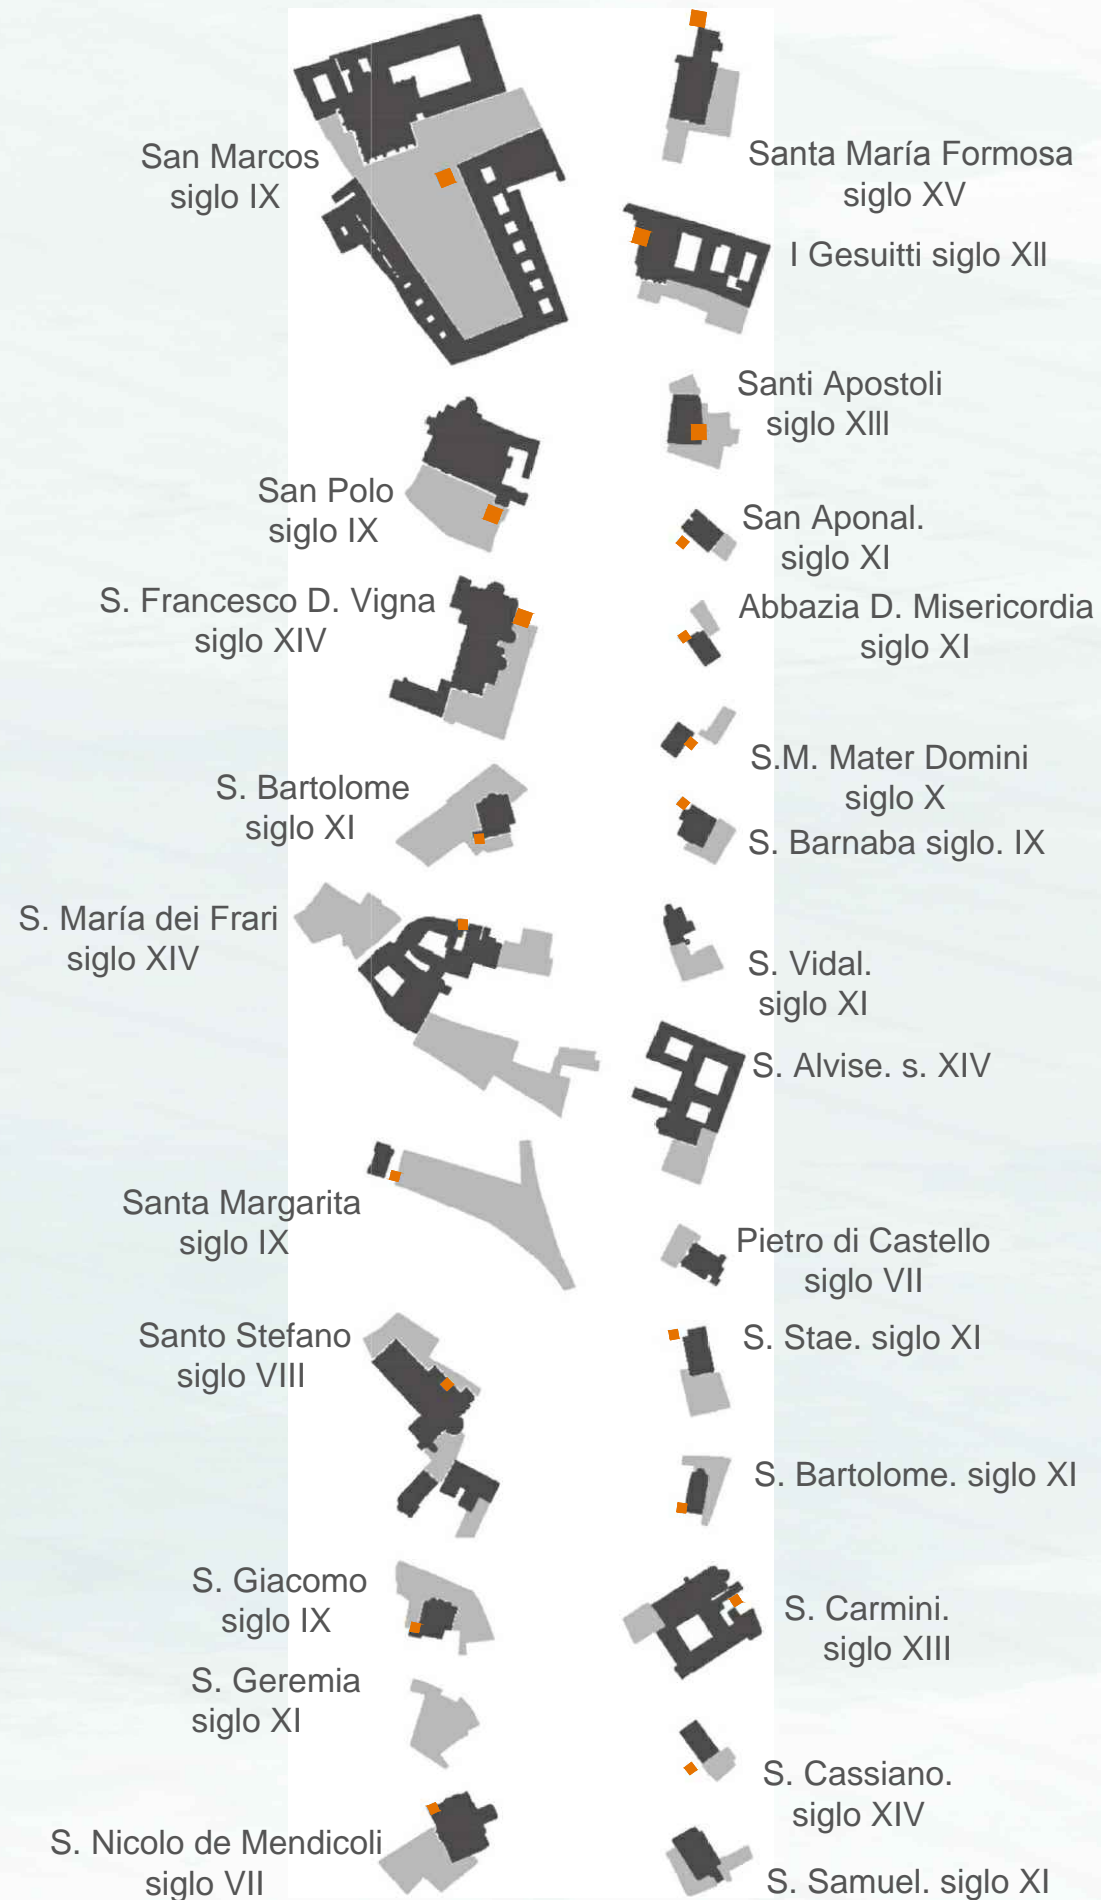 San Marcos
siglo IX
San Polo
siglo IX
S. Francesco D. Vigna
siglo XIV
S. Bartolome
siglo XI
S. María dei Frari
siglo XIV
Santa Margarita
siglo IX
Santo Stefano
siglo VIII
S. Giacomo
siglo IX
S. Geremia
siglo XI
S. Nicolo de Mendicoli
siglo VII
Santa María Formosa
siglo XV
I Gesuitti siglo XII
Santi Apostoli
siglo XIII
San Aponal.
siglo XI
Abbazia D. Misericordia
siglo XI
S.M. Mater Domini
siglo X
S. Barnaba siglo. IX
S. Vidal.
siglo XI
S. Alvise. s. XIV
Pietro di Castello
siglo VII
S. Stae. siglo XI
S. Bartolome. siglo XI
S. Carmini.
siglo XIII
S. Cassiano.
siglo XIV
S. Samuel. siglo XI